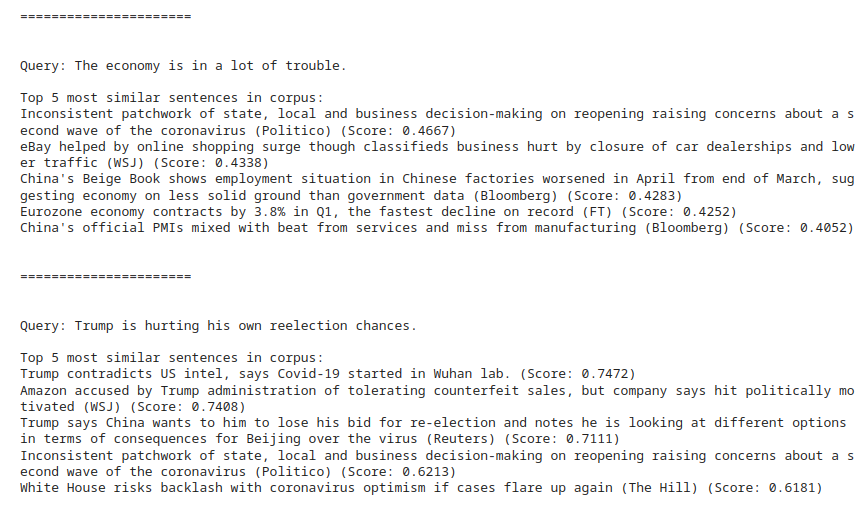 ======================
Query: The economy is in a lot of trouble.
Top 5 most similar sentences in corpus:
Inconsistent patchwork of state, local and business decision-making on reopening raising concerns about a s
econd wave of the coronavirus (Politico) (Score: 0.4667)
eBay helped by online shopping surge though classifieds business hurt by closure of car dealerships and low
er traffic (WSJ) (Score: 0.4338)
China's Beige Book shows employment situation in Chinese factories worsened in April from end of March, sug
gesting economy on less solid ground than government data (Bloomberg) (Score: 0.4283)
Eurozone economy contracts by 3.8% in Q1, the fastest decline on record (FT) (Score: 0.4252)
China's official PMIs mixed with beat from services and miss from manufacturing (Bloomberg) (Score: 0.4052)
======================
Query: Trump is hurting his own reelection chances.
Top 5 most similar sentences in corpus:
Trump contradicts US intel, says Covid-19 started in Wuhan lab. (Score: 0.7472)
Amazon accused by Trump administration of tolerating counterfeit sales, but company says hit politically mo
tivated (WSJ) (Score: 0.7408)
Trump says China wants to him to lose his bid for re-election and notes he is looking at different options
in terms of consequences for Beijing over the virus (Reuters) (Score: 0.7111)
Inconsistent patchwork of state, local and business decision-making on reopening raising concerns about a s
econd wave of the coronavirus (Politico) (Score: 0.6213)
White House risks backlash with coronavirus optimism if cases flare up again (The Hill) (Score: 0.6181)